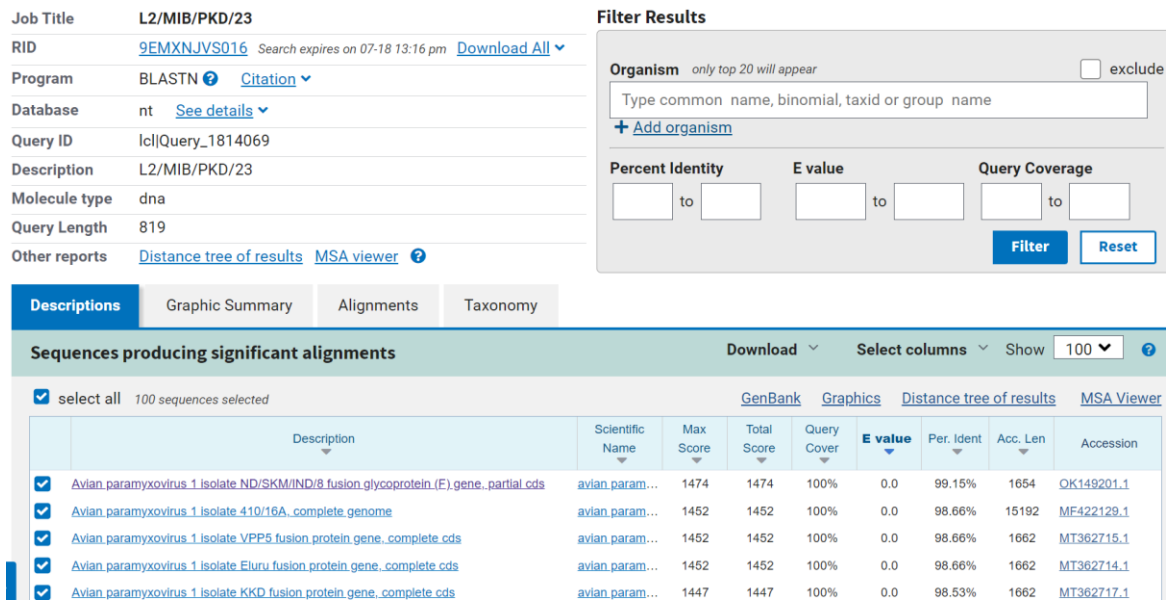 Job Title L2/MIB/PKD/23
RID 9EMXNJVS016 Search expires on 07-18 13:16 pm Download All
Program BLASTN ? Citation
Database nt See details
Query ID lcl|Query_1814069
Description L2/MIB/PKD/23
Molecule type dna
Query Length 819
Other reports Distance tree of results MSA viewer ?
Filter Results
Organism only top 20 will appear exclude
Type common name, binomial, taxid or group name
+ Add organism
Percent Identity E value Query Coverage
to to to
Filter Reset
Descriptions Graphic Summary Alignments Taxonomy
Sequences producing significant alignments Download Select columns Show 100 ?
select all 100 sequences selected GenBank Graphics Distance tree of results MSA Viewer
Description Scientific Name Max Score Total Score Query Cover E value Per. Ident Acc. Len Accession
Avian paramyxovirus 1 isolate ND/SKM/IND/8 fusion glycoprotein (F) gene, partial cds avian param... 1474 1474 100% 0.0 99.15% 1654 OK149201.1
Avian paramyxovirus 1 isolate 410/16A, complete genome avian param... 1452 1452 100% 0.0 98.66% 15192 MF422129.1
Avian paramyxovirus 1 isolate VPP5 fusion protein gene, complete cds avian param... 1452 1452 100% 0.0 98.66% 1662 MT362715.1
Avian paramyxovirus 1 isolate Eluru fusion protein gene, complete cds avian param... 1452 1452 100% 0.0 98.66% 1662 MT362714.1
Avian paramyxovirus 1 isolate KKD fusion protein gene, complete cds avian param... 1447 1447 100% 0.0 98.53% 1662 MT362717.1